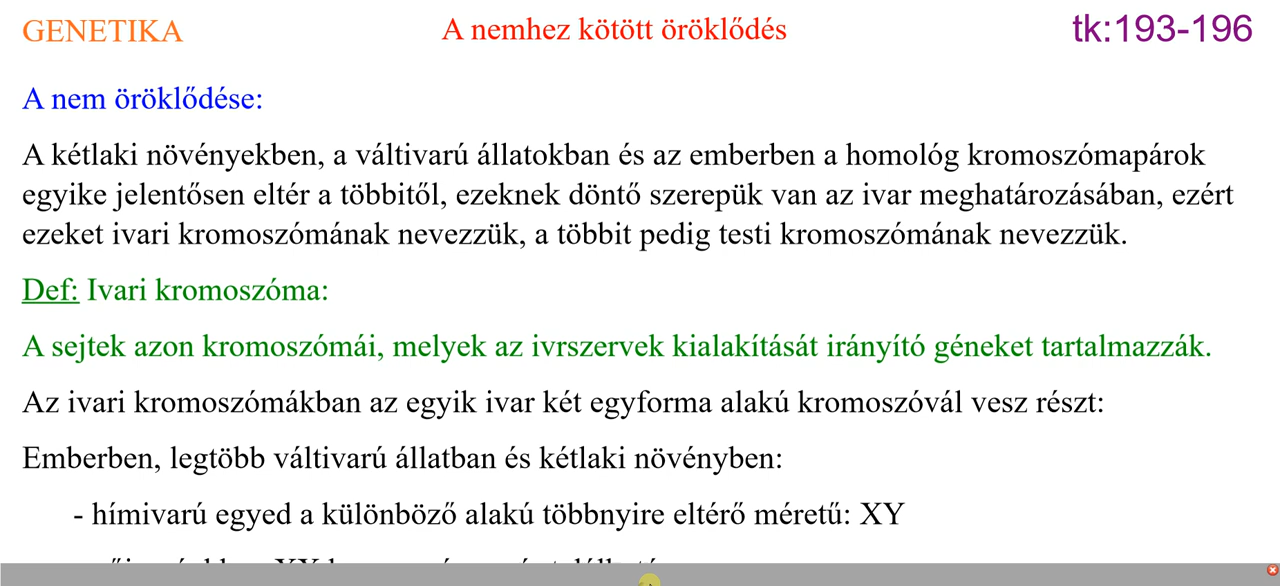 GENETIKA A nemhez kötött öröklődés tk:193-196
A nem öröklődése:
A kétlaki növényekben, a váltivarú állatokban és az emberben a homológ kromoszómapárok
egyike jelentősen eltér a többitől, ezeknek döntő szerepük van az ivar meghatározásában, ezért
ezeket ivari kromoszómának nevezzük, a többit pedig testi kromoszómának nevezzük.
Def: Ivari kromoszóma:
A sejtek azon kromoszómái, melyek az ivrszervek kialakítását irányító géneket tartalmazzák.
Az ivari kromoszómákban az egyik ivar két egyforma alakú kromoszóvál vesz részt:
Emberben, legtöbb váltivarú állatban és kétlaki növényben:
- hímivarú egyed a különböző alakú többnyire eltérő méretű: XY